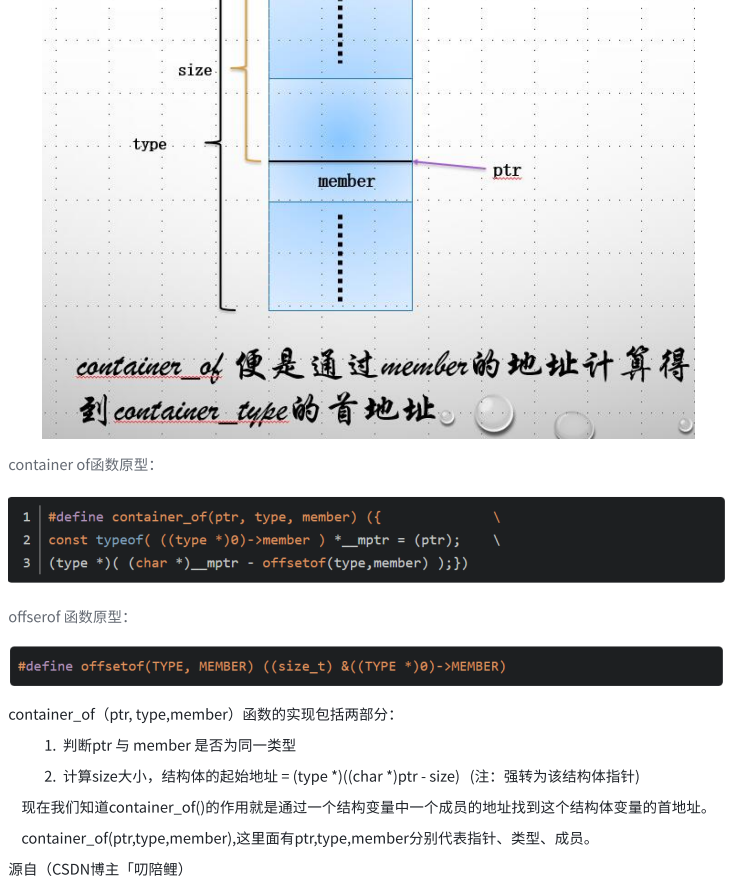 size
type
ptr
member
container_of 便是通过member的地址计算得
到container_type的首地址
container of函数原型：
1 #define container_of(ptr, type, member) ({ \
2 const typeof( ((type *)0)->member ) *__mptr = (ptr); \
3 (type *)( (char *)__mptr - offsetof(type,member) );})
offserof 函数原型：
#define offsetof(TYPE, MEMBER) ((size_t) &((TYPE *)0)->MEMBER)
container_of（ptr, type,member）函数的实现包括两部分：
1. 判断ptr 与 member 是否为同一类型
2. 计算size大小，结构体的起始地址 = (type *)((char *)ptr - size) (注：强转为该结构体指针)
现在我们知道container_of()的作用就是通过一个结构变量中一个成员的地址找到这个结构体变量的首地址。
container_of(ptr,type,member),这里面有ptr,type,member分别代表指针、类型、成员。
源自（CSDN博主「叨陪鲤）